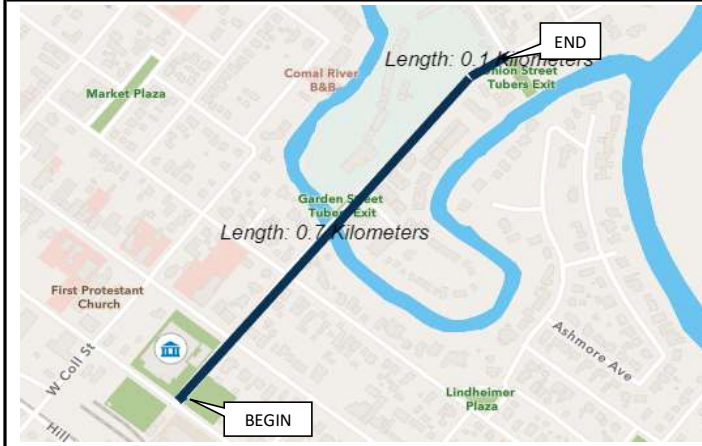 END
Length: 0.1 Kilometers
Union Street
Tubers Exit
Comal River
B&B
Market Plaza
Garden Street
Tubers Exit
Length: 0.7 Kilometers
First Protestant
Church
W Coll St
Ashmore Ave
Lindheimer
Plaza
BEGIN
Hill